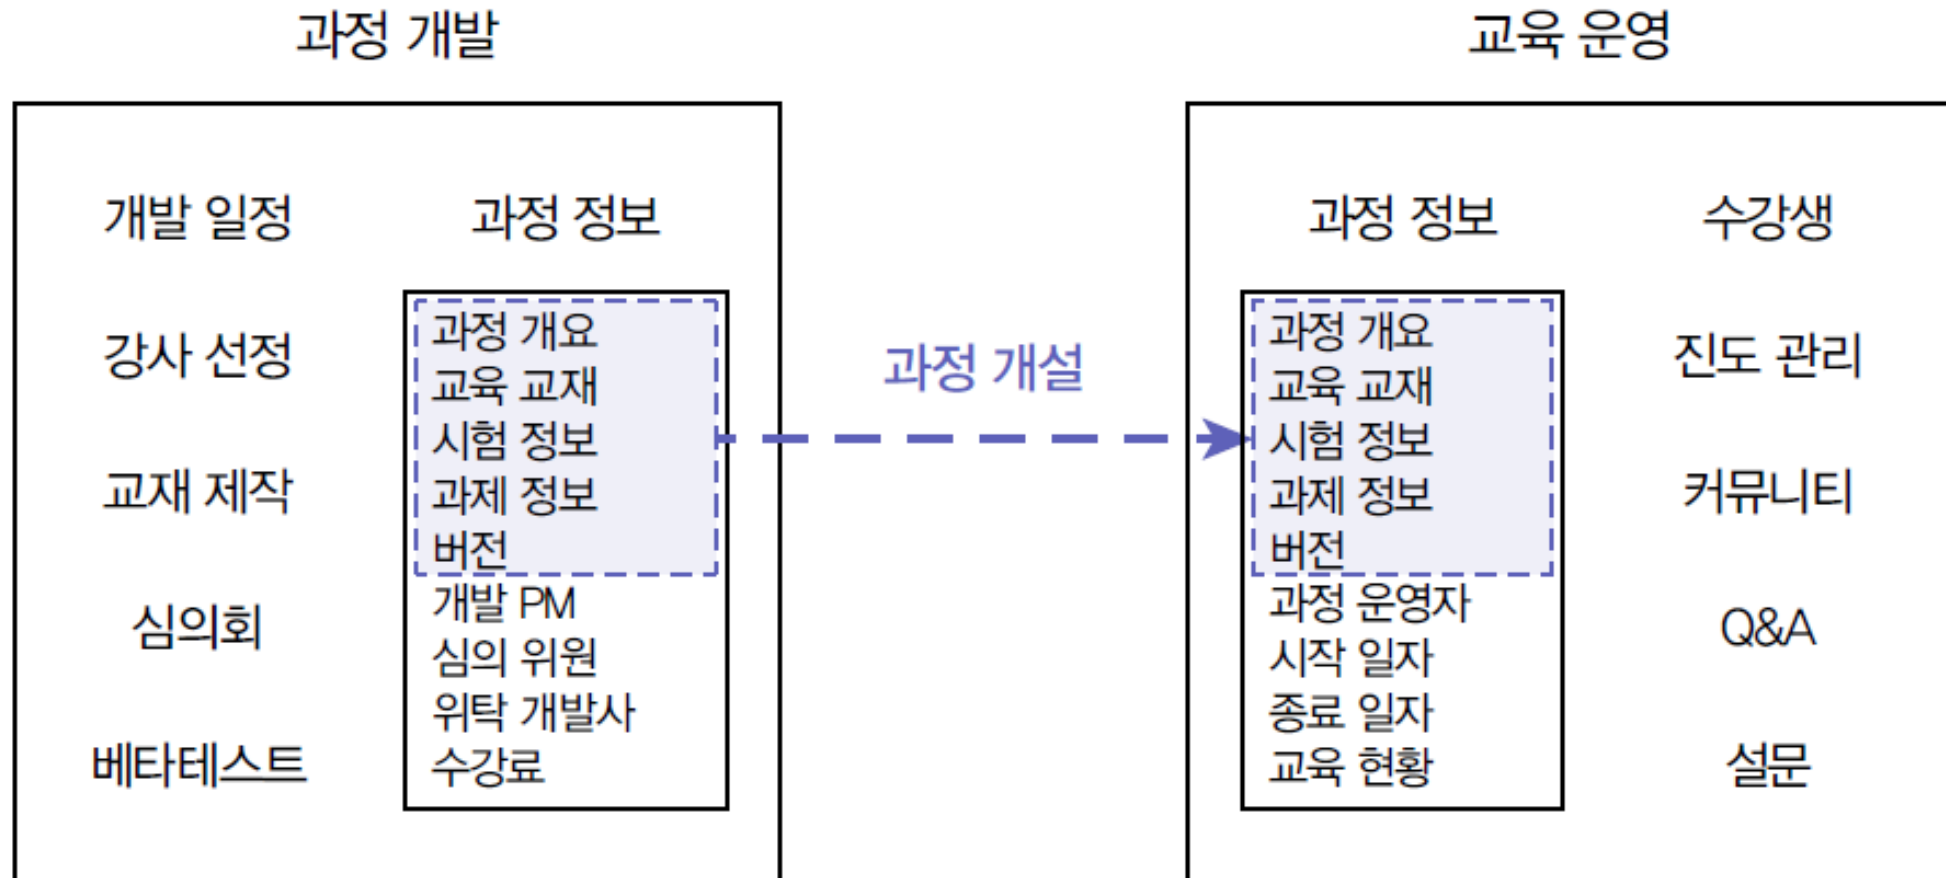 과정 개발
교육 운영
개발 일정
강사 선정
교재 제작
심의회
베타테스트
과정 정보
과정 개요
교육 교재
시험 정보
과제 정보
버전
개발 PM
심의 위원
위탁 개발사
수강료
과정 개설
과정 정보
과정 개요
교육 교재
시험 정보
과제 정보
버전
과정 운영자
시작 일자
종료 일자
교육 현황
수강생
진도 관리
커뮤니티
Q&A
설문